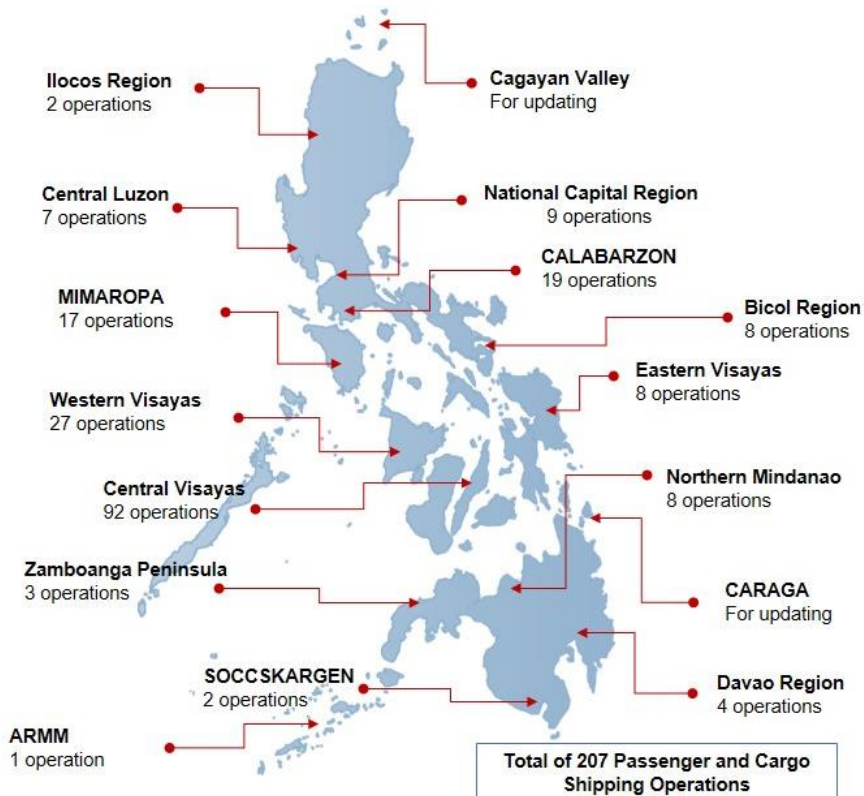 Ilocos Region
2 operations
Cagayan Valley
For updating
Central Luzon
7 operations
National Capital Region
9 operations
CALABARZON
19 operations
MIMAROPA
17 operations
Bicol Region
8 operations
Eastern Visayas
8 operations
Western Visayas
27 operations
Northern Mindanao
8 operations
Central Visayas
92 operations
Zamboanga Peninsula
3 operations
CARAGA
For updating
SOCCSKARGEN
2 operations
Davao Region
4 operations
ARMM
1 operation
Total of 207 Passenger and Cargo
Shipping Operations